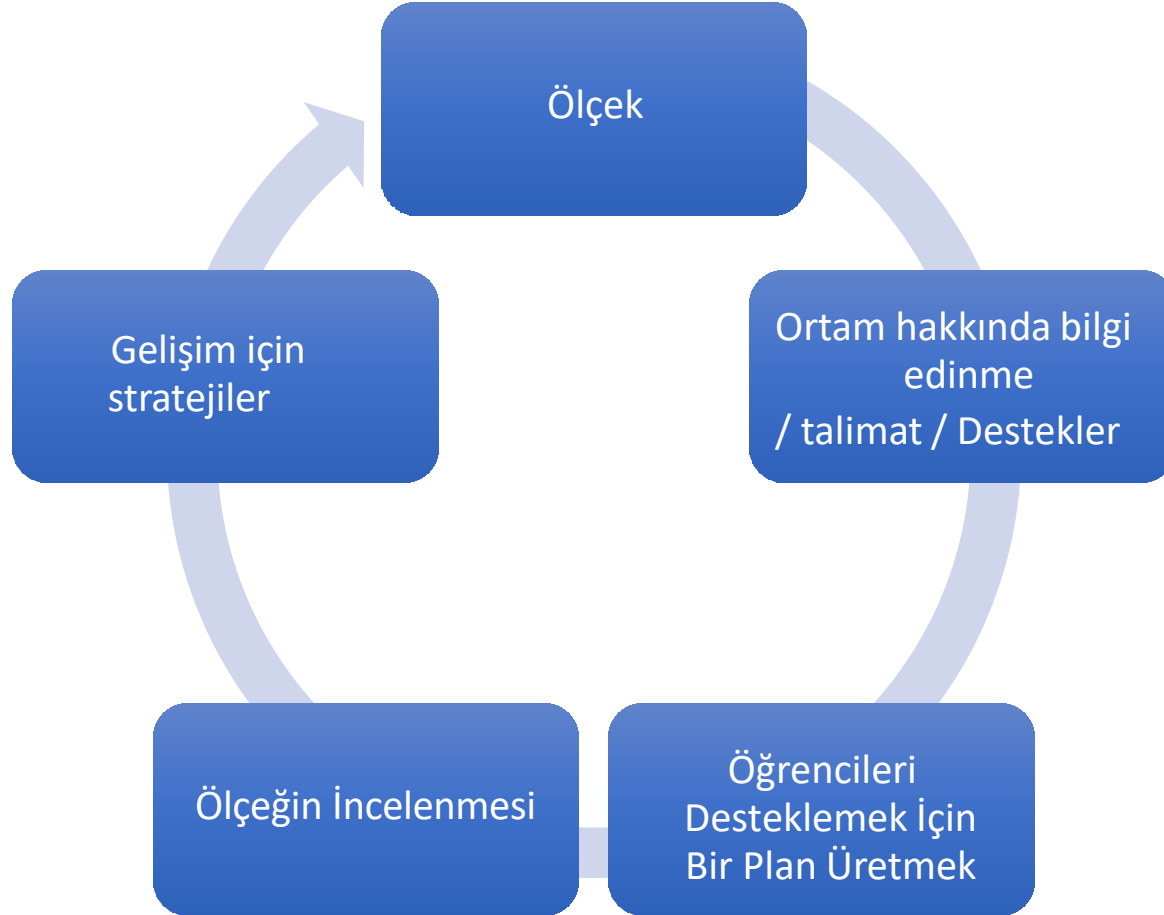 Ölçek
Ortam hakkında bilgi
edinme
/ talimat / Destekler
Öğrencileri
Desteklemek İçin
Bir Plan Üretmek
Ölçeğin İncelenmesi
Gelişim için
stratejiler